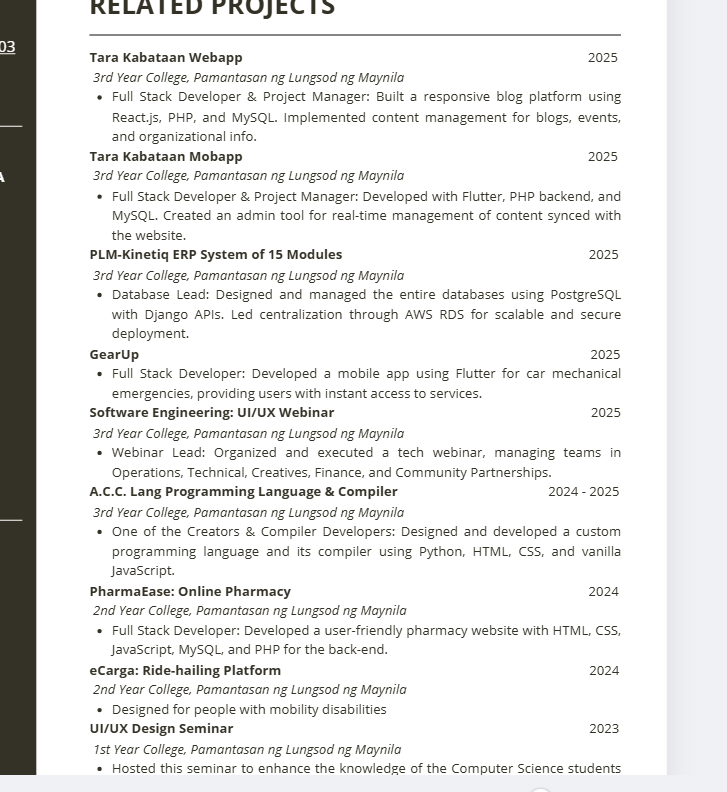 RELATED PROJECTS
03
A
Tara Kabataan Webapp 2025
3rd Year College, Pamantasan ng Lungsod ng Maynila
• Full Stack Developer & Project Manager: Built a responsive blog platform using
React.js, PHP, and MySQL. Implemented content management for blogs, events,
and organizational info.
Tara Kabataan Mobapp 2025
3rd Year College, Pamantasan ng Lungsod ng Maynila
• Full Stack Developer & Project Manager: Developed with Flutter, PHP backend, and
MySQL. Created an admin tool for real-time management of content synced with
the website.
PLM-Kinetiq ERP System of 15 Modules 2025
3rd Year College, Pamantasan ng Lungsod ng Maynila
• Database Lead: Designed and managed the entire databases using PostgreSQL
with Django APIs. Led centralization through AWS RDS for scalable and secure
deployment.
GearUp 2025
• Full Stack Developer: Developed a mobile app using Flutter for car mechanical
emergencies, providing users with instant access to services.
Software Engineering: UI/UX Webinar 2025
3rd Year College, Pamantasan ng Lungsod ng Maynila
• Webinar Lead: Organized and executed a tech webinar, managing teams in
Operations, Technical, Creatives, Finance, and Community Partnerships.
A.C.C. Lang Programming Language & Compiler 2024 - 2025
3rd Year College, Pamantasan ng Lungsod ng Maynila
• One of the Creators & Compiler Developers: Designed and developed a custom
programming language and its compiler using Python, HTML, CSS, and vanilla
JavaScript.
PharmaEase: Online Pharmacy 2024
2nd Year College, Pamantasan ng Lungsod ng Maynila
• Full Stack Developer: Developed a user-friendly pharmacy website with HTML, CSS,
JavaScript, MySQL, and PHP for the back-end.
eCarga: Ride-hailing Platform 2024
2nd Year College, Pamantasan ng Lungsod ng Maynila
• Designed for people with mobility disabilities
UI/UX Design Seminar 2023
1st Year College, Pamantasan ng Lungsod ng Maynila
• Hosted this seminar to enhance the knowledge of the Computer Science students